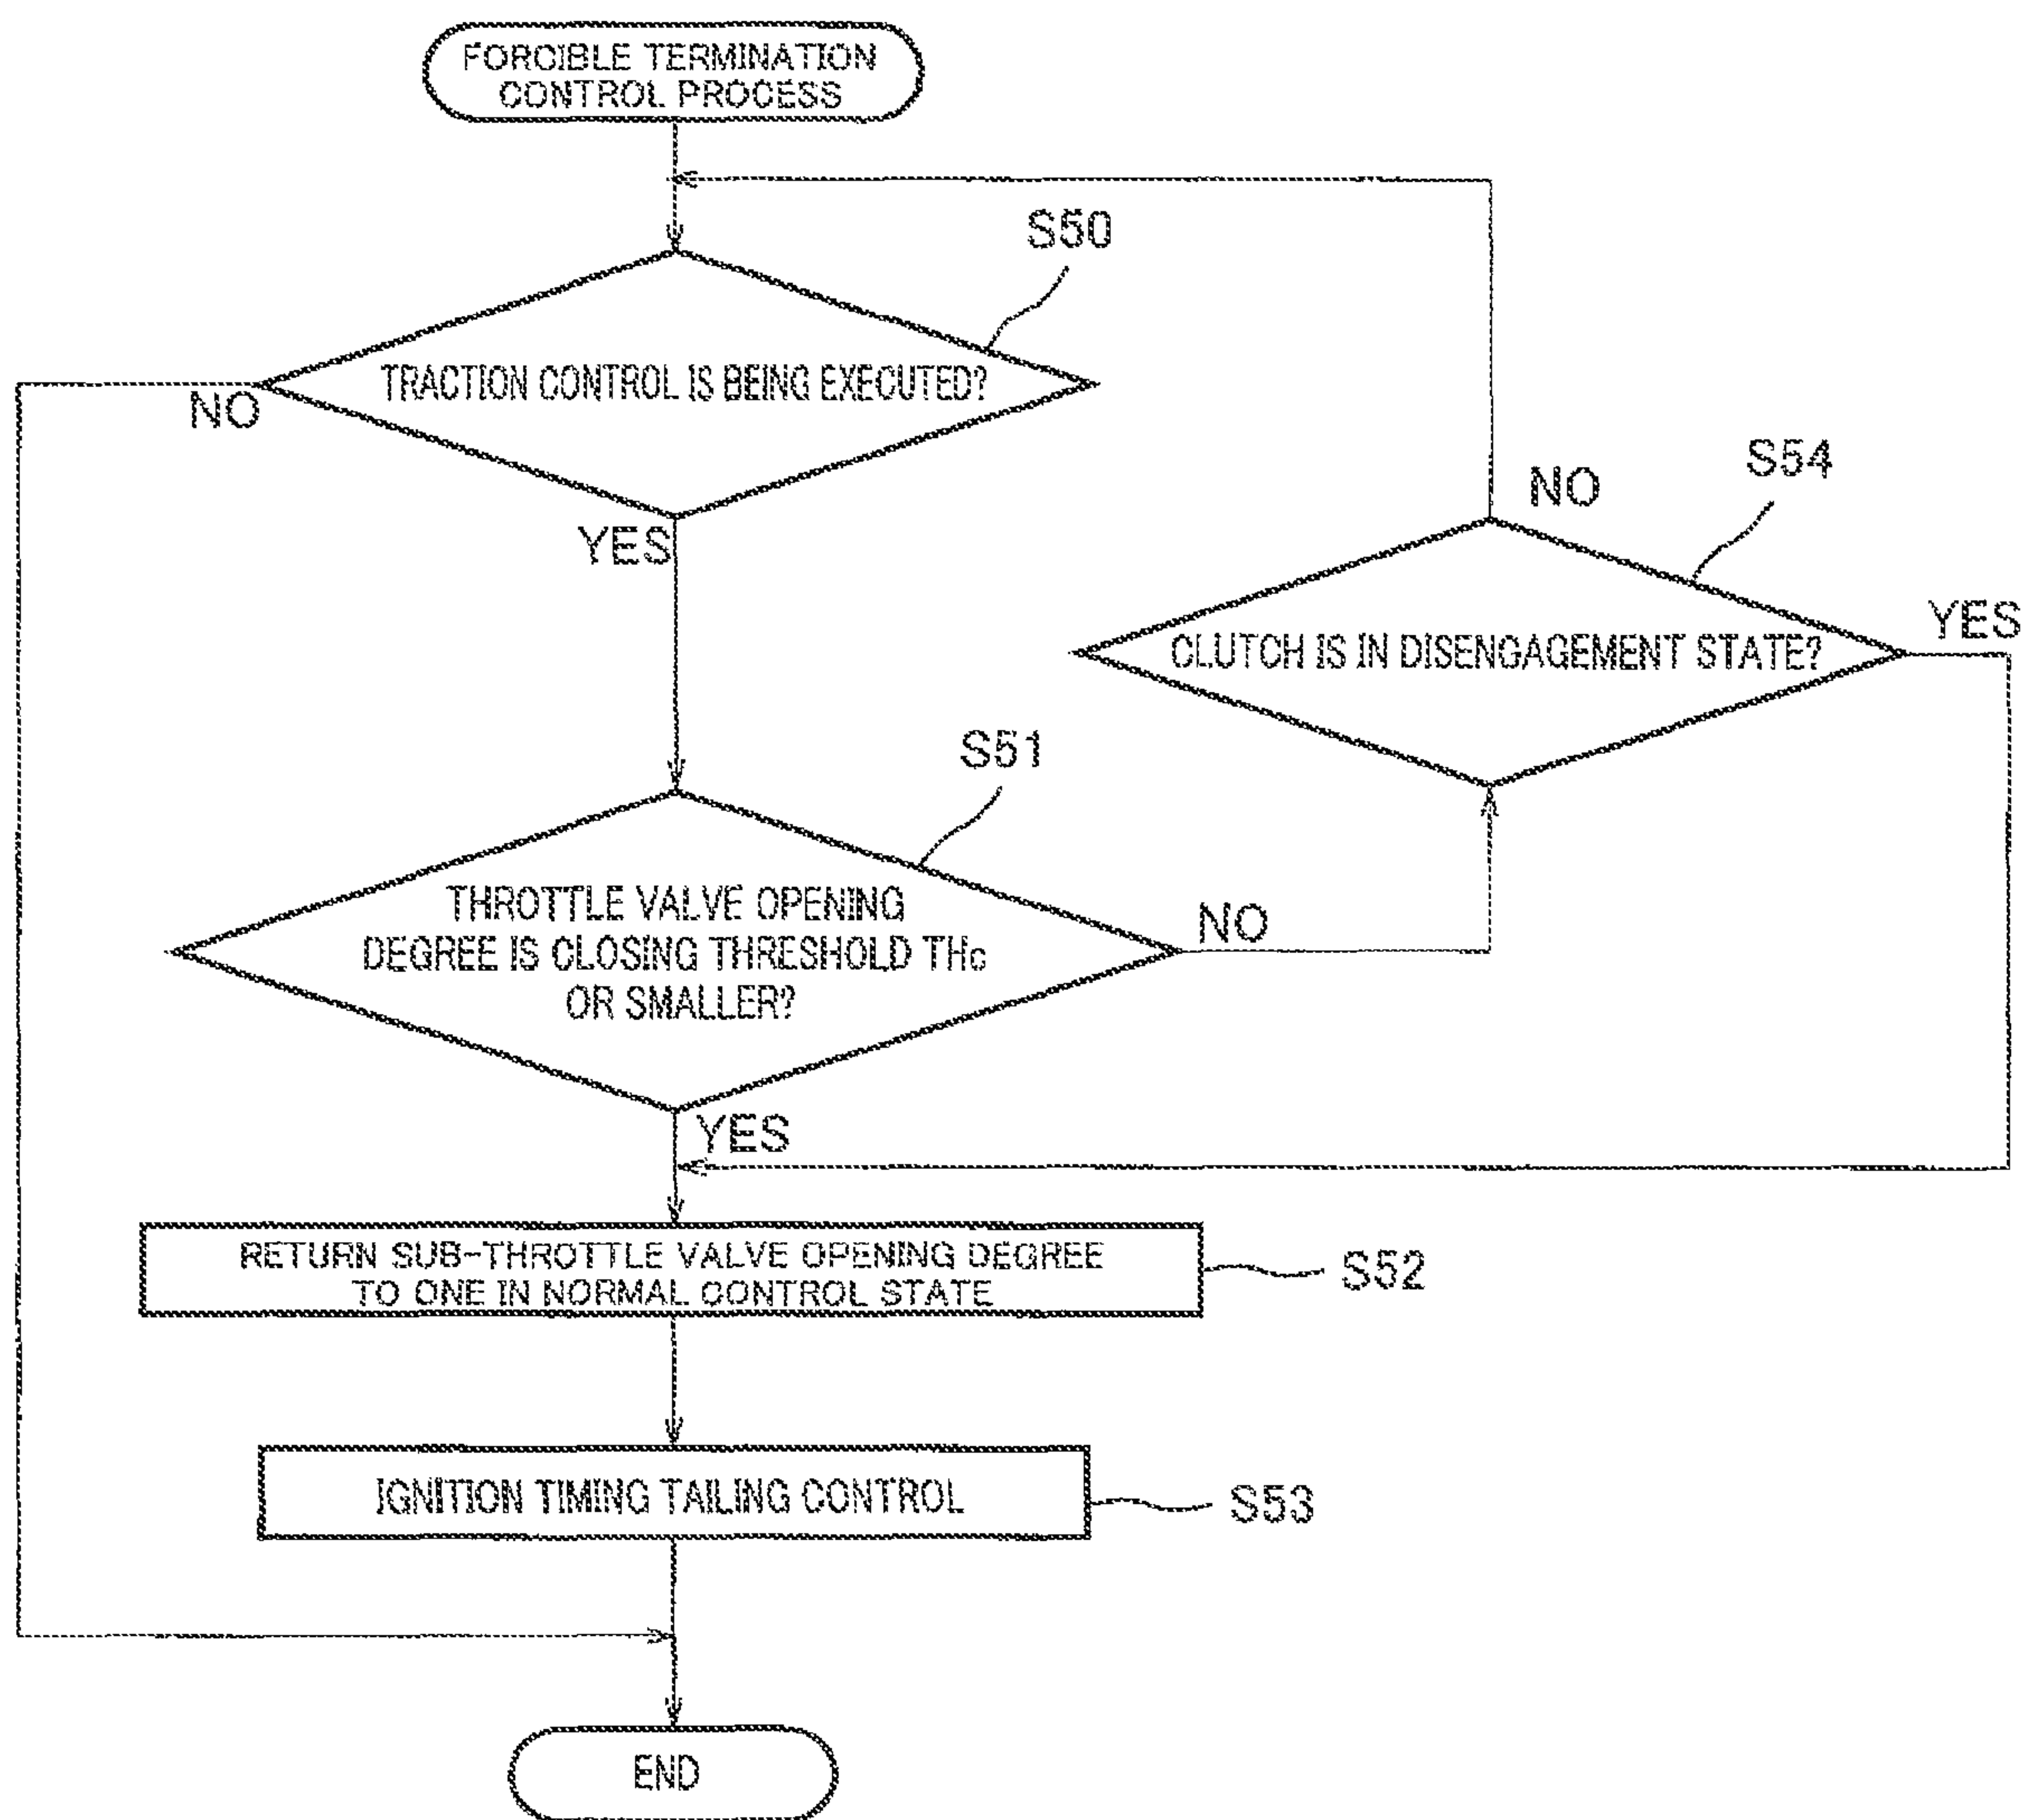 FORCIBLE TERMINATION
CONTROL PROCESS
S50
TRACTION CONTROL IS BEING EXECUTED?
NO
YES
S54
NO
YES
CLUTCH IS IN DISENGAGEMENT STATE?
S51
THROTTLE VALVE OPENING
DEGREE IS CLOSING THRESHOLD THc
OR SMALLER?
NO
YES
RETURN SUB-THROTTLE VALVE OPENING DEGREE
TO ONE IN NORMAL CONTROL STATE
S52
IGNITION TIMING TAILING CONTROL
S53
END